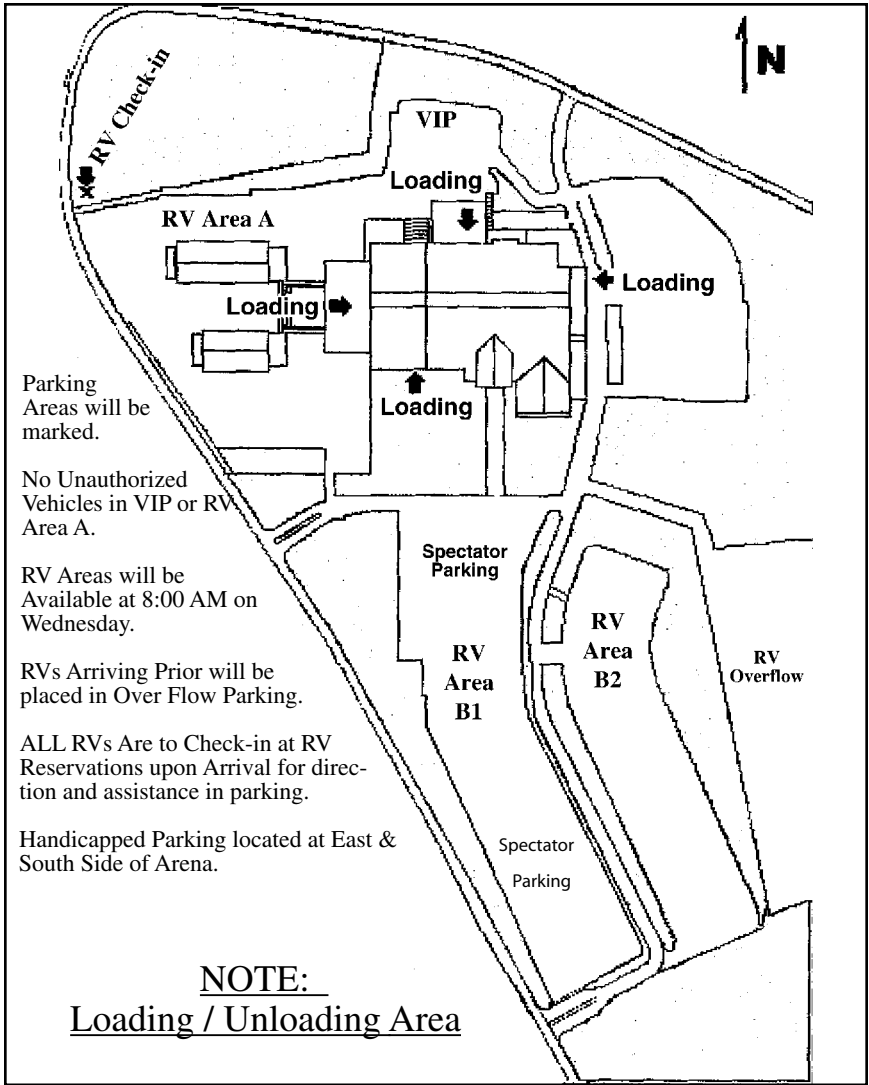 N
RV Check-in
VIP
Loading
RV Area A
Loading
Loading
Loading
Parking
Areas will be
marked.
No Unauthorized
Vehicles in VIP or RV
Area A.
RV Areas will be
Available at 8:00 AM on
Wednesday.
RVs Arriving Prior will be
placed in Over Flow Parking.
ALL RVs Are to Check-in at RV
Reservations upon Arrival for direc-
tion and assistance in parking.
Handicapped Parking located at East &
South Side of Arena.
Spectator
Parking
RV
Area
B1
RV
Area
B2
RV
Overflow
Spectator
Parking
NOTE:
Loading / Unloading Area